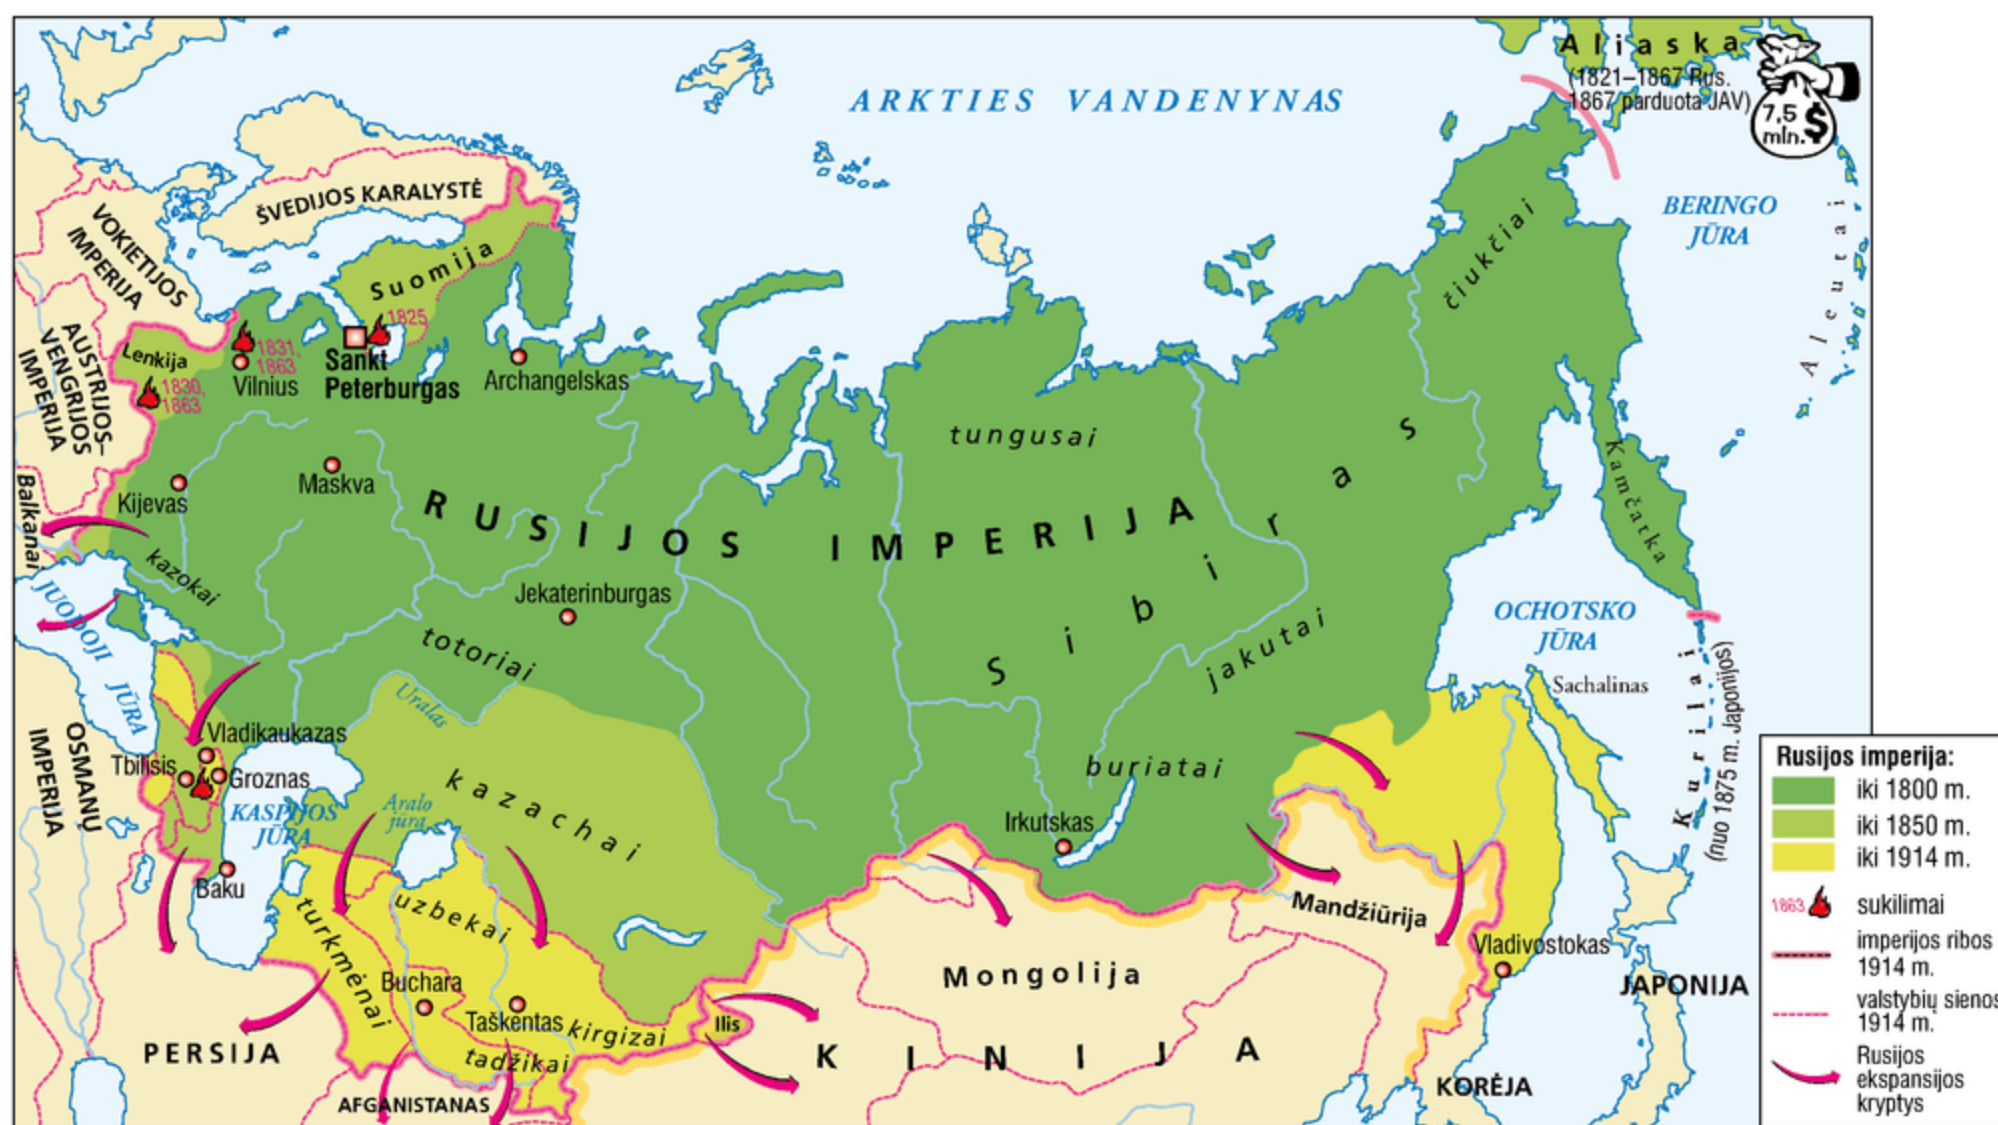 Aliaska
(1821–1867 Rus.
1867 parduota JAV)
7,5
mln. $
ARKTIES VANDENYNAS
BERINGO
JŪRA
Aleutai
ŠVEDIJOS KARALYSTĖ
VOKIETIJOS
IMPERIJA
Suomija
čiukčiai
1825
Lenkija
1831,
1863
Vilnius
Sankt
Peterburgas
Archangelskas
1830,
1863
AUSTRIJOS–
VENGRIJOS
IMPERIJA
tungusai
Kamčatka
Balkanai
Kijevas
Maskva
RUSIJOS IMPERIJA
Sibiras
kazokai
Jekaterinburgas
totoriai
jakutai
OCHOTSKO
JŪRA
JUODOJI JŪRA
Uralas
Sachalinas
Kurilai
(nuo 1875 m. Japonijos)
OSMANŲ
IMPERIJA
Vladikaukazas
Tbilisis
Groznas
KASPIJOS
JŪRA
Aralo
jūra
kazachai
buriatai
Irkutskas
Baku
turkmėnai
uzbekai
Mandžiūrija
Vladivostokas
Buchara
Taškentas
kirgizai
tadžikai
Ilis
Mongolija
JAPONIJA
PERSIJA
KINIJA
AFGANISTANAS
KORĖJA
Rusijos imperija:
iki 1800 m.
iki 1850 m.
iki 1914 m.
1863 sukilimai
imperijos ribos
1914 m.
valstybių sienos
1914 m.
Rusijos
ekspansijos
kryptys